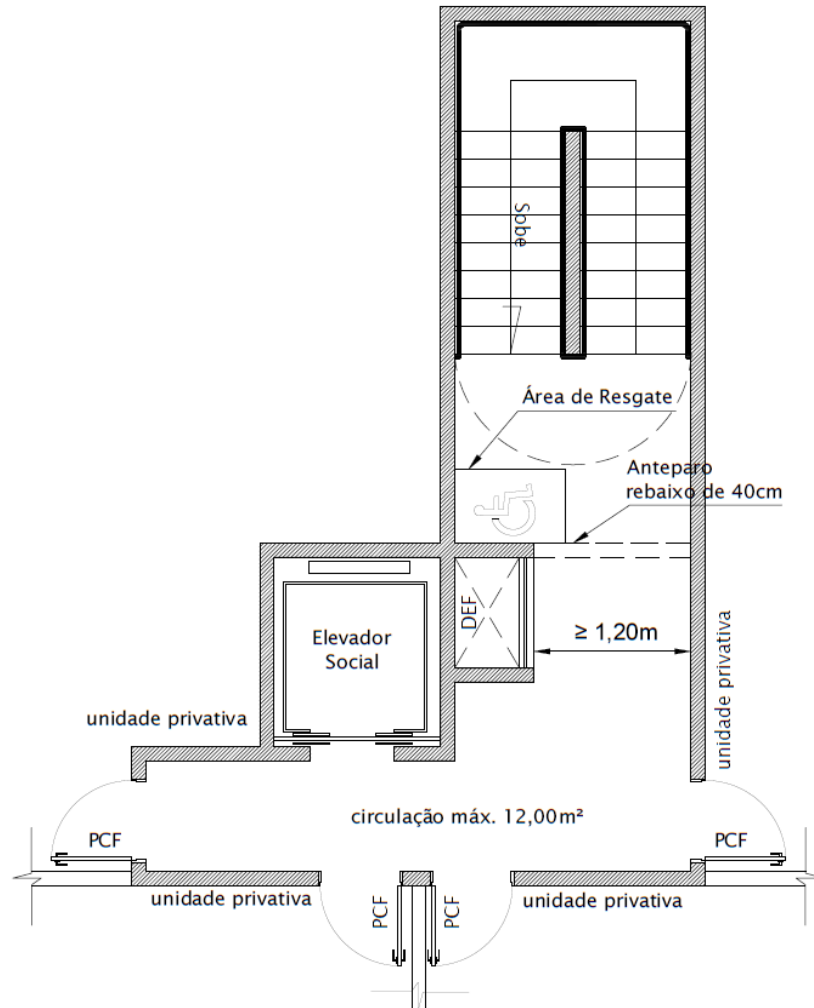 Sobe
Área de Resgate
Anteparo
rebaixo de 40cm
DEF
≥ 1,20m
Elevador
Social
unidade privativa
unidade privativa
circulação máx. 12,00m²
PCF
PCF
unidade privativa
PCF
PCF
unidade privativa